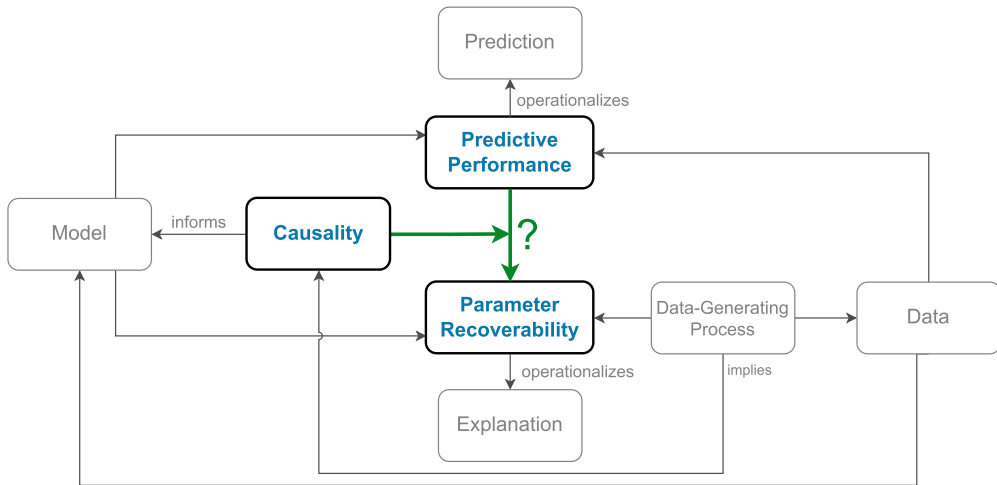 Prediction
operationalizes
Predictive
Performance
Model
informs
Causality
?
Parameter
Recoverability
Data-Generating
Process
Data
operationalizes
implies
Explanation